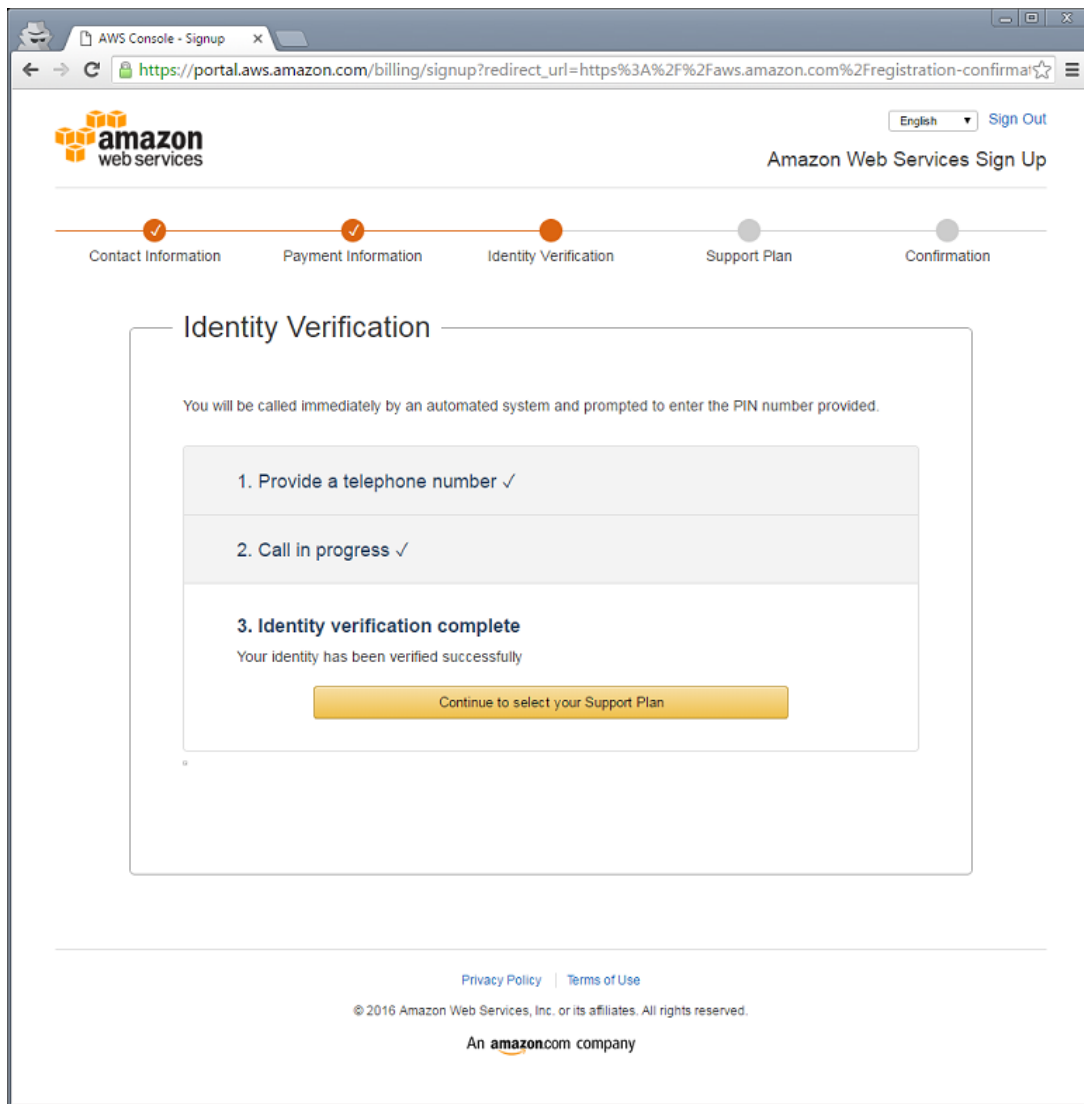 AWS Console - Signup
https://portal.aws.amazon.com/billing/signup?redirect_url=https%3A%2F%2Faws.amazon.com%2Fregistration-confirmat
amazon
web services
English
Sign Out
Amazon Web Services Sign Up
Contact Information
Payment Information
Identity Verification
Support Plan
Confirmation
Identity Verification
You will be called immediately by an automated system and prompted to enter the PIN number provided.
1. Provide a telephone number ✓
2. Call in progress ✓
3. Identity verification complete
Your identity has been verified successfully
Continue to select your Support Plan
Privacy Policy
Terms of Use
© 2016 Amazon Web Services, Inc. or its affiliates. All rights reserved.
An amazon.com company